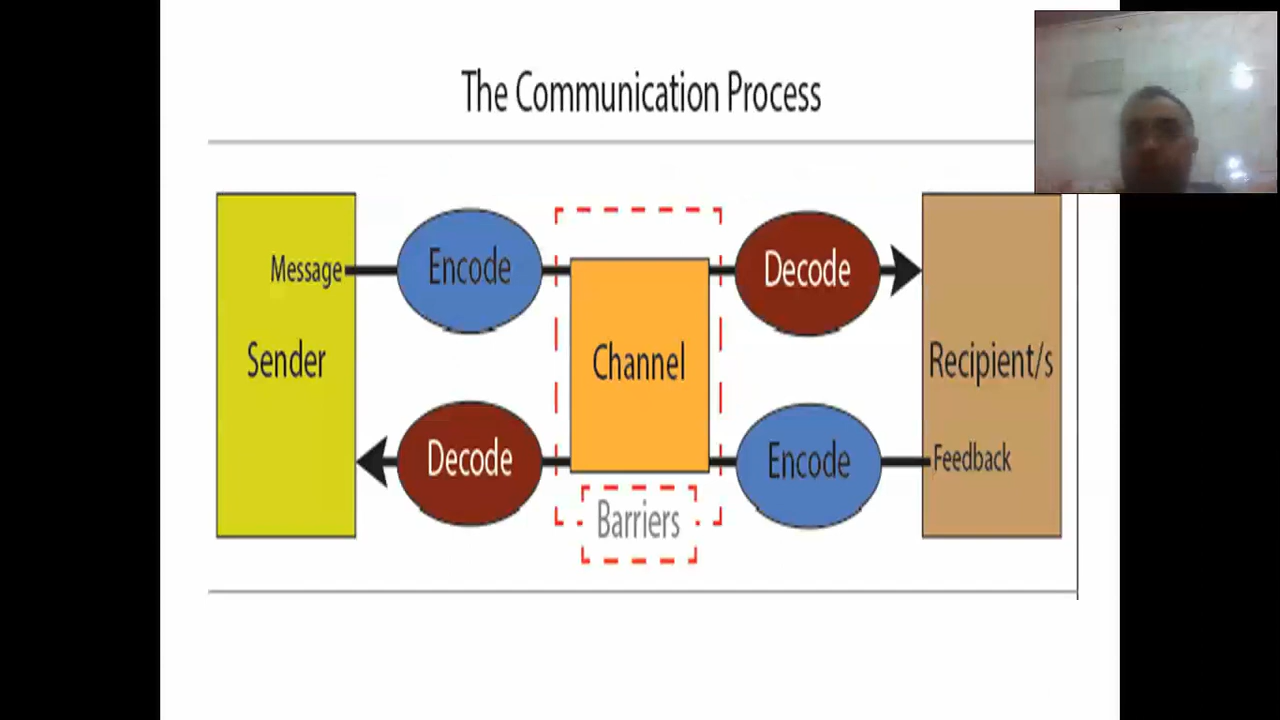 The Communication Process
Message
Encode
Decode
Sender
Channel
Recipient/s
Decode
Encode
Feedback
Barriers